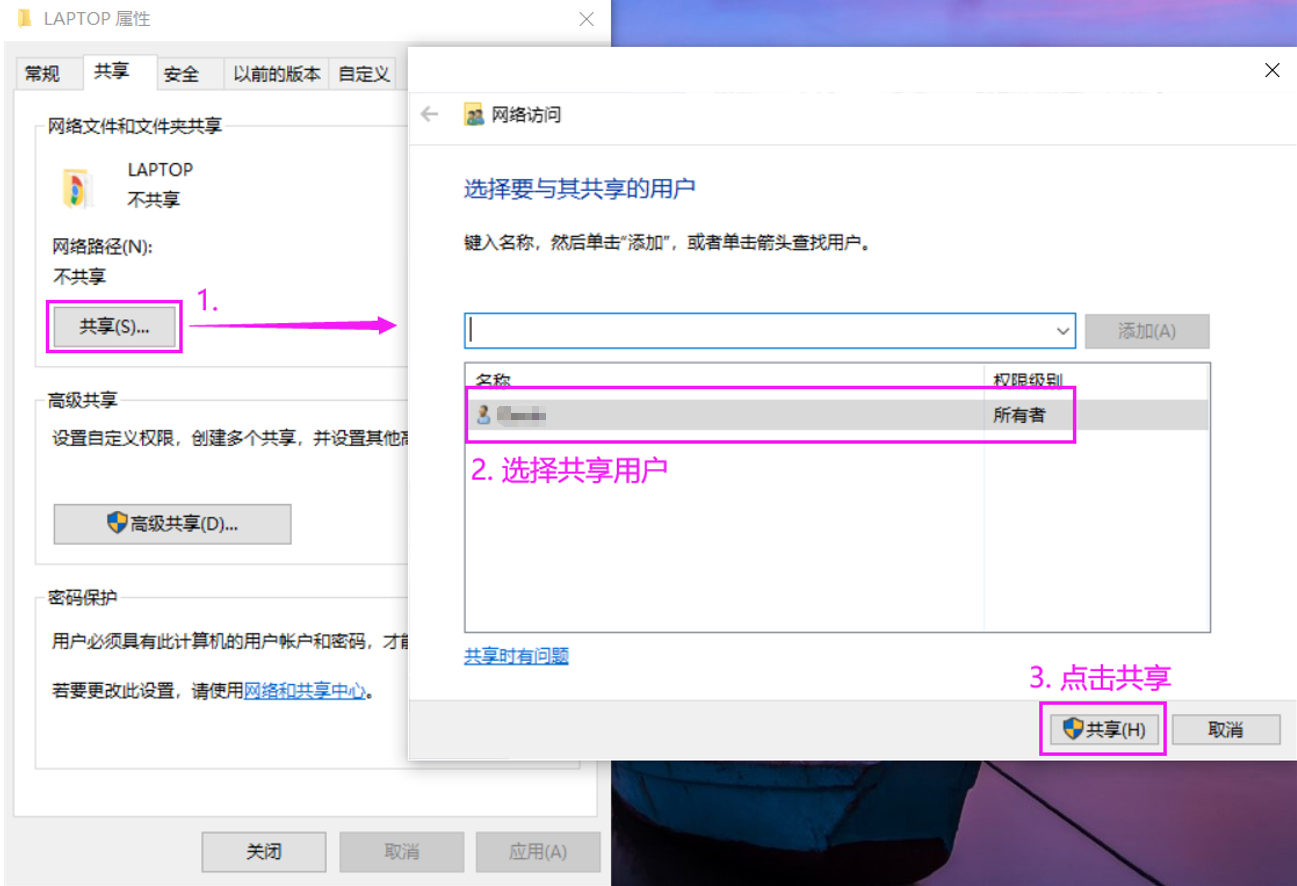 LAPTOP 属性
常规
共享
安全
以前的版本
自定义
网络文件和文件夹共享
LAPTOP
不共享
网络路径(N):
不共享
共享(S)...
1.
高级共享
设置自定义权限，创建多个共享，并设置其他
高级共享(D)...
密码保护
用户必须具有此计算机的用户帐户和密码，才
若要更改此设置，请使用网络和共享中心。
关闭
取消
应用(A)
网络访问
选择要与其共享的用户
键入名称，然后单击“添加”，或者单击箭头查找用户。
添加(A)
名称 权限级别
所有者
2. 选择共享用户
共享时有问题
3. 点击共享
共享(H)
取消